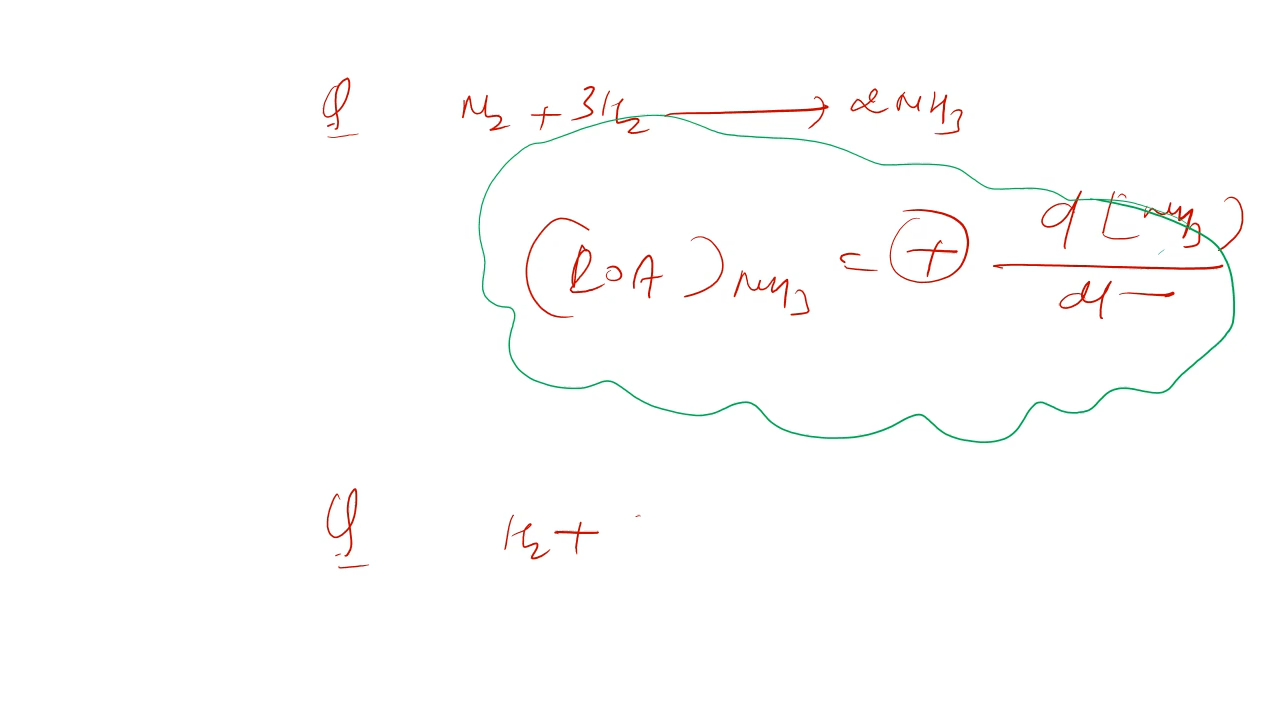 Q N2 + 3H2 → 2NH3
(ROA)NH3 = + d[NH3]
dt
Q H2 +